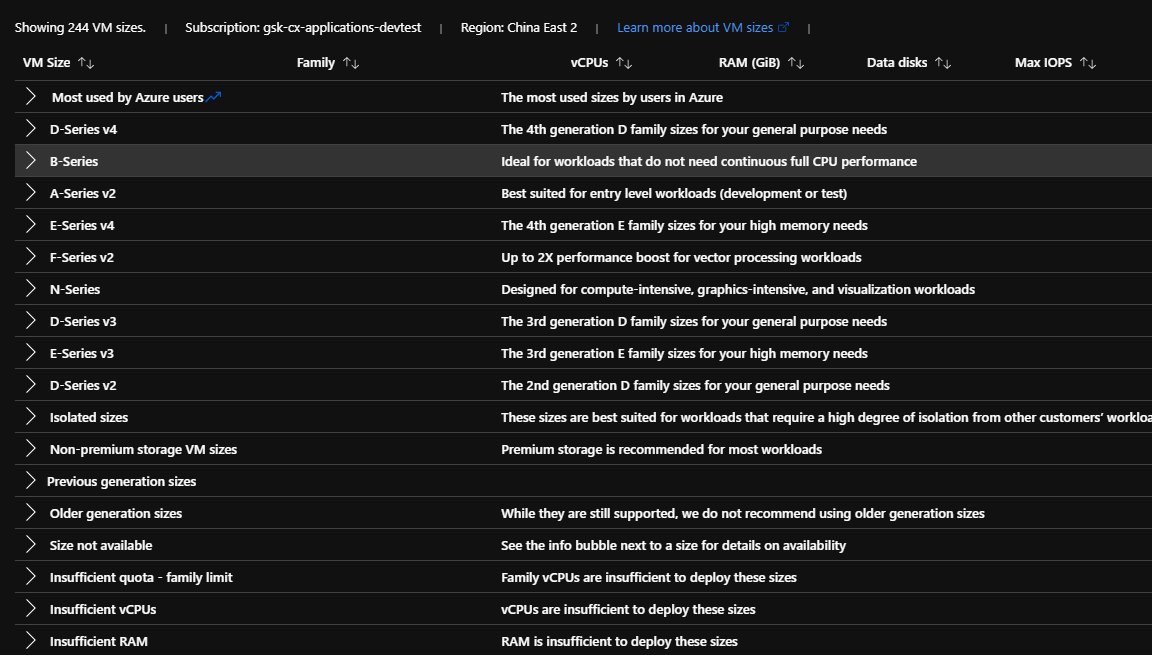 Showing 244 VM sizes. | Subscription: gsk-cx-applications-devtest | Region: China East 2 | Learn more about VM sizes |
VM Size ↑↓ Family ↑↓ vCPUs ↑↓ RAM (GiB) ↑↓ Data disks ↑↓ Max IOPS ↑↓
Most used by Azure users The most used sizes by users in Azure
D-Series v4 The 4th generation D family sizes for your general purpose needs
B-Series Ideal for workloads that do not need continuous full CPU performance
A-Series v2 Best suited for entry level workloads (development or test)
E-Series v4 The 4th generation E family sizes for your high memory needs
F-Series v2 Up to 2X performance boost for vector processing workloads
N-Series Designed for compute-intensive, graphics-intensive, and visualization workloads
D-Series v3 The 3rd generation D family sizes for your general purpose needs
E-Series v3 The 3rd generation E family sizes for your high memory needs
D-Series v2 The 2nd generation D family sizes for your general purpose needs
Isolated sizes These sizes are best suited for workloads that require a high degree of isolation from other customers’ workloa
Non-premium storage VM sizes Premium storage is recommended for most workloads
Previous generation sizes
Older generation sizes While they are still supported, we do not recommend using older generation sizes
Size not available See the info bubble next to a size for details on availability
Insufficient quota - family limit Family vCPUs are insufficient to deploy these sizes
Insufficient vCPUs vCPUs are insufficient to deploy these sizes
Insufficient RAM RAM is insufficient to deploy these sizes